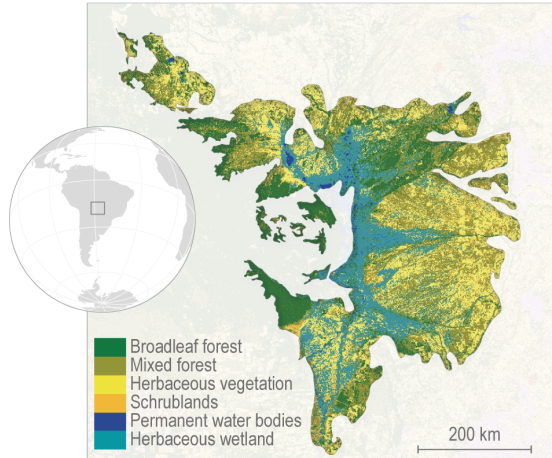 Broadleaf forest
Mixed forest
Herbaceous vegetation
Schrublands
Permanent water bodies
Herbaceous wetland
200 km